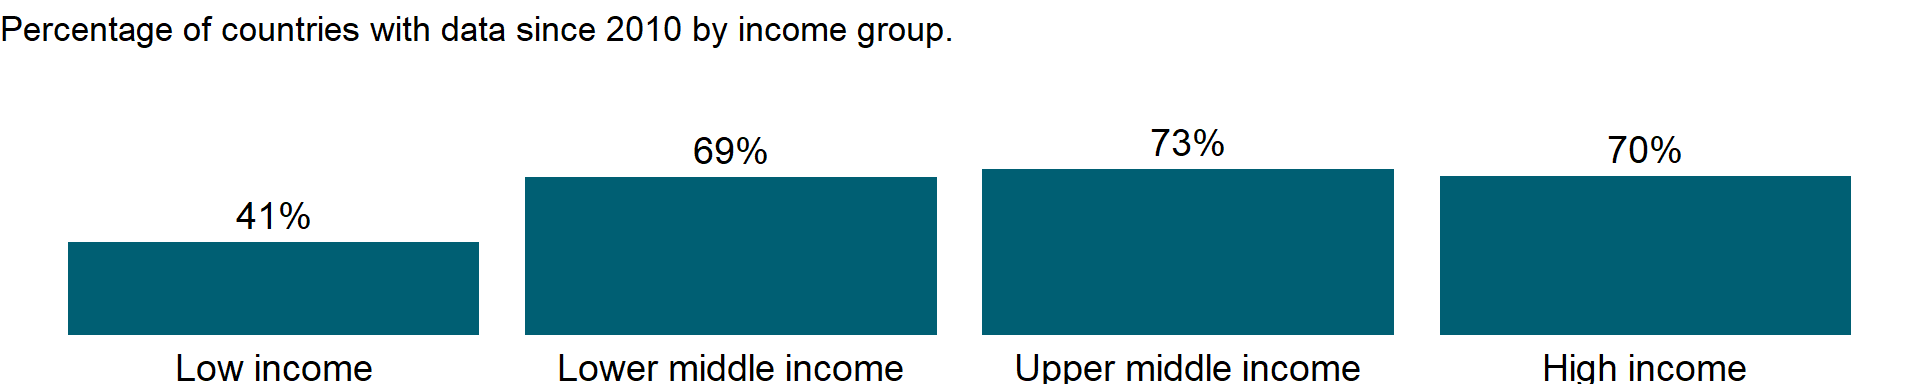 Percentage of countries with data since 2010 by income group.
41%
69%
73%
70%
Low income
Lower middle income
Upper middle income
High income